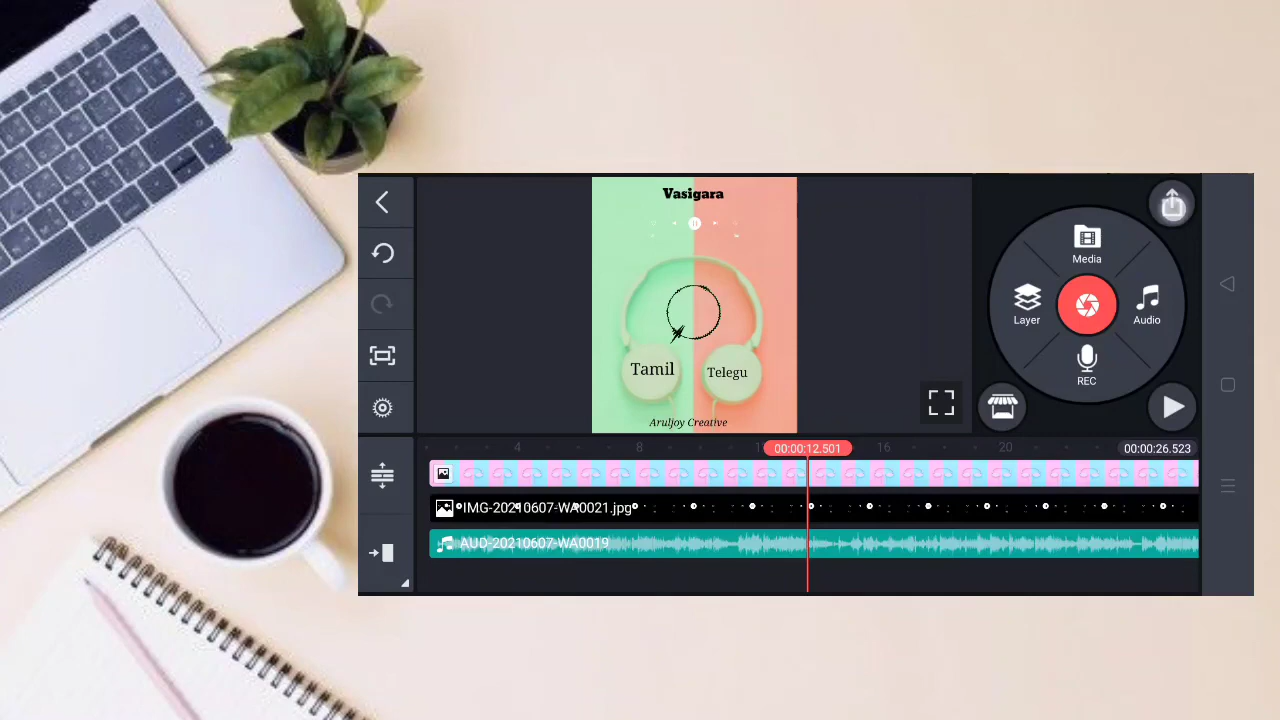 Vasigara
Tamil
Telegu
Aruljoy Creative
Media
Layer
Audio
REC
4
8
00:00:12.501
16
20
00:00:26.523
IMG-20210607-WA0021.jpg
AUD-20210607-WA0019